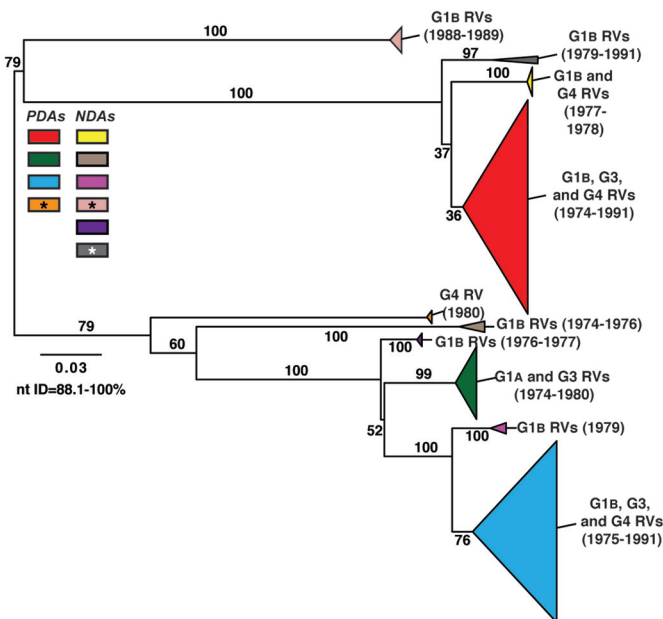 G1B RVs
(1988-1989)
100
79
97
G1B RVs
(1979-1991)
100
G1B and
G4 RVs
(1977-
1978)
100
PDAs NDAs
*
*
*
37
G1B, G3,
and G4 RVs
(1974-1991)
36
G4 RV
(1980)
79
G1B RVs (1974-1976)
100
60
G1B RVs (1976-1977)
100
0.03
nt ID=88.1-100%
100
99
G1A and G3 RVs
(1974-1980)
52
G1B RVs (1979)
100
100
G1B, G3,
and G4 RVs
(1975-1991)
76